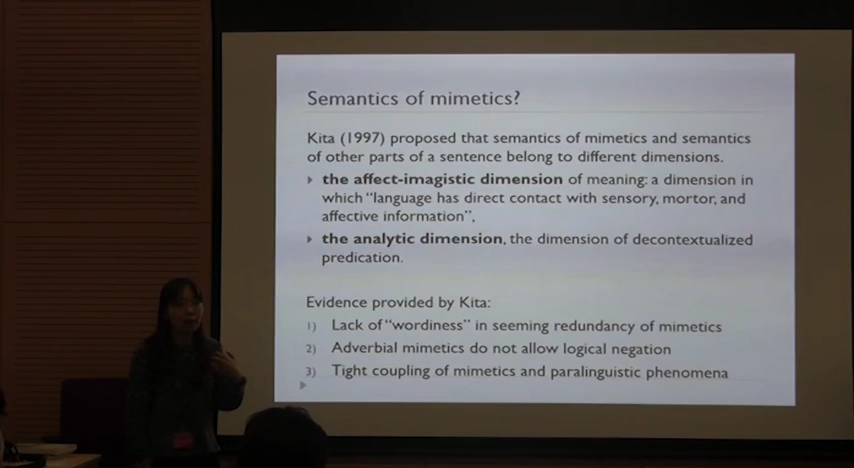 Semantics of mimetics?
Kita (1997) proposed that semantics of mimetics and semantics
of other parts of a sentence belong to different dimensions.
the affect-imagistic dimension of meaning: a dimension in
which "language has direct contact with sensory, mortor, and
affective information",
the analytic dimension, the dimension of decontextualized
predication.
Evidence provided by Kita:
1) Lack of "wordiness" in seeming redundancy of mimetics
2) Adverbial mimetics do not allow logical negation
3) Tight coupling of mimetics and paralinguistic phenomena